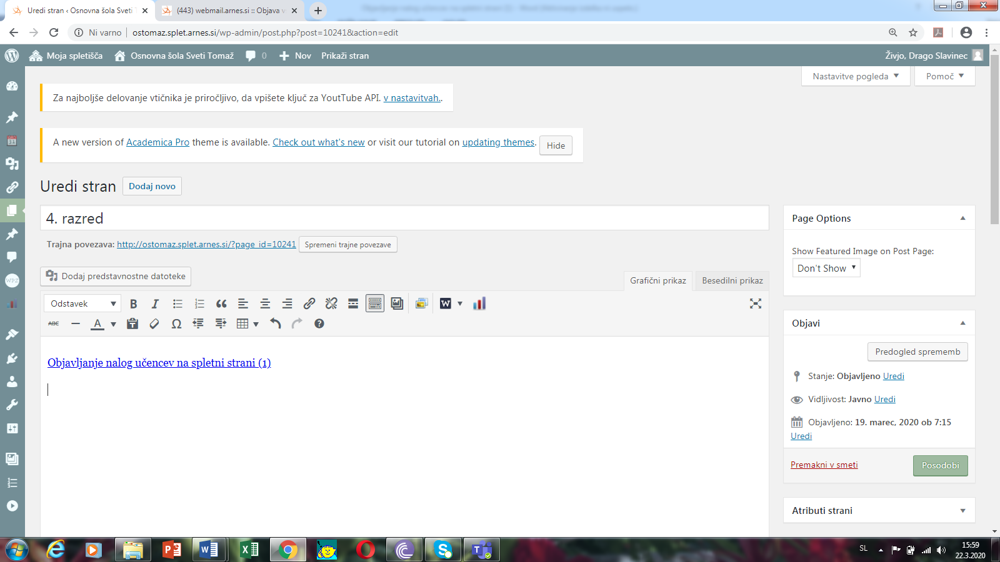 Uredi stran ‹ Osnovna šola Sveti T
(443) webmail.arnes.si :: Objava v
Ni varno
ostomaz.splet.arnes.si/wp-admin/post.php?post=10241&action=edit
Moja spletišča
Osnovna šola Sveti Tomaž
0
Nov
Prikaži stran
Živjo, Drago Slavinec
Nastavitve pogleda
Pomoč
Za najboljše delovanje vtičnika je priročljivo, da vpišete ključ za YoutTube API. v nastavitvah..
A new version of Academica Pro theme is available. Check out what's new or visit our tutorial on updating themes.
Hide
Uredi stran
Dodaj novo
4. razred
Trajna povezava: http://ostomaz.splet.arnes.si/?page_id=10241
Spremeni trajne povezave
Dodaj predstavnostne datoteke
Grafični prikaz
Besedilni prikaz
Odstavek
B
I
W
ABC
A
Objavljanje nalog učencev na spletni strani (1)
Page Options
Show Featured Image on Post Page:
Don't Show
Objavi
Predogled sprememb
Stanje: Objavljeno Uredi
Vidljivost: Javno Uredi
Objavljeno: 19. marec, 2020 ob 7:15
Uredi
Premakni v smeti
Posodobi
Atributi strani
SL
15:59
22.3.2020